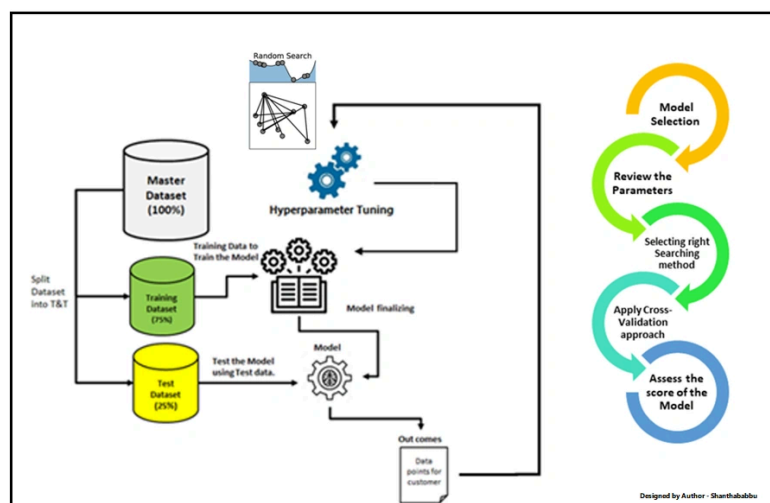 Random Search
Master
Dataset
(100%)
Hyperparameter Tuning
Training Data to
Train the Model
Split
Dataset
into T&T
Training
Dataset
(75%)
Model finalizing
Test the Model
using Test data.
Model
Test
Dataset
(25%)
Out comes
Data
points for
customer
Model
Selection
Review the
Parameters
Selecting right
Searching
method
Apply Cross-
Validation
approach
Assess the
score of the
Model
Designed by Author - Shanthababbu